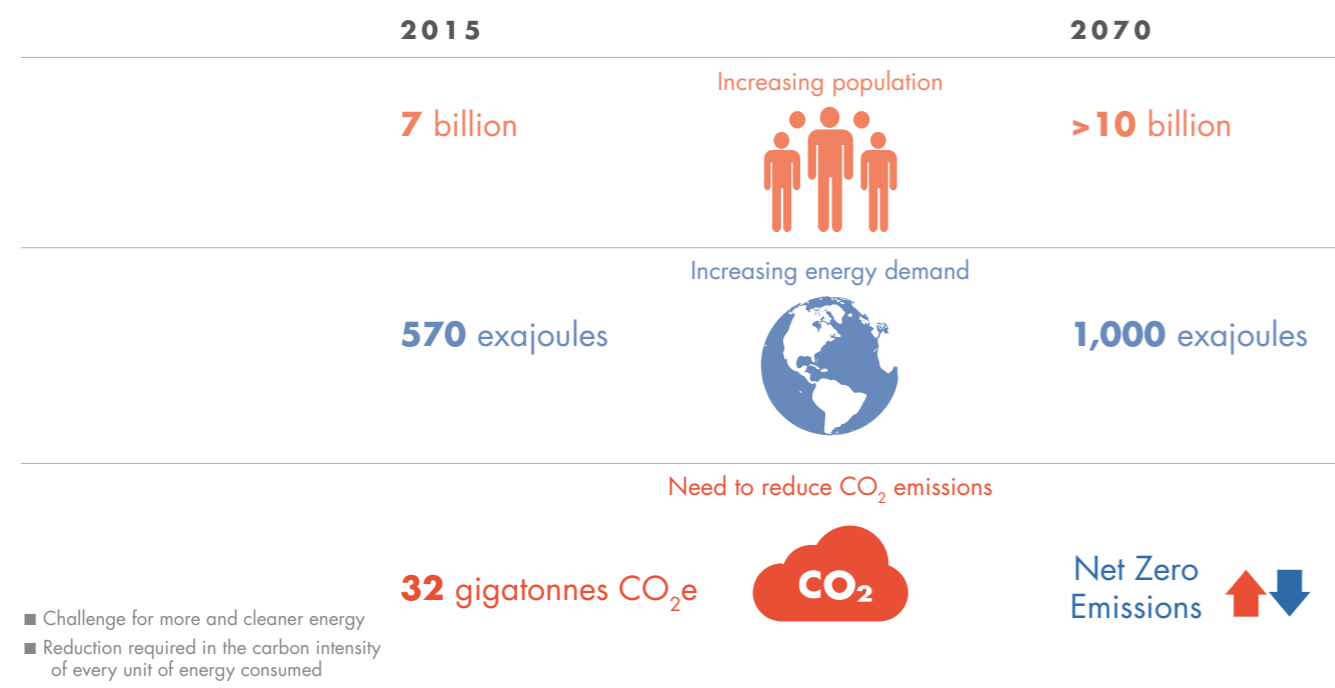 2015
2070
Increasing population
7 billion
>10 billion
Increasing energy demand
570 exajoules
1,000 exajoules
Need to reduce CO₂ emissions
32 gigatonnes CO₂e
CO₂
Net Zero
Emissions
■ Challenge for more and cleaner energy
■ Reduction required in the carbon intensity
of every unit of energy consumed